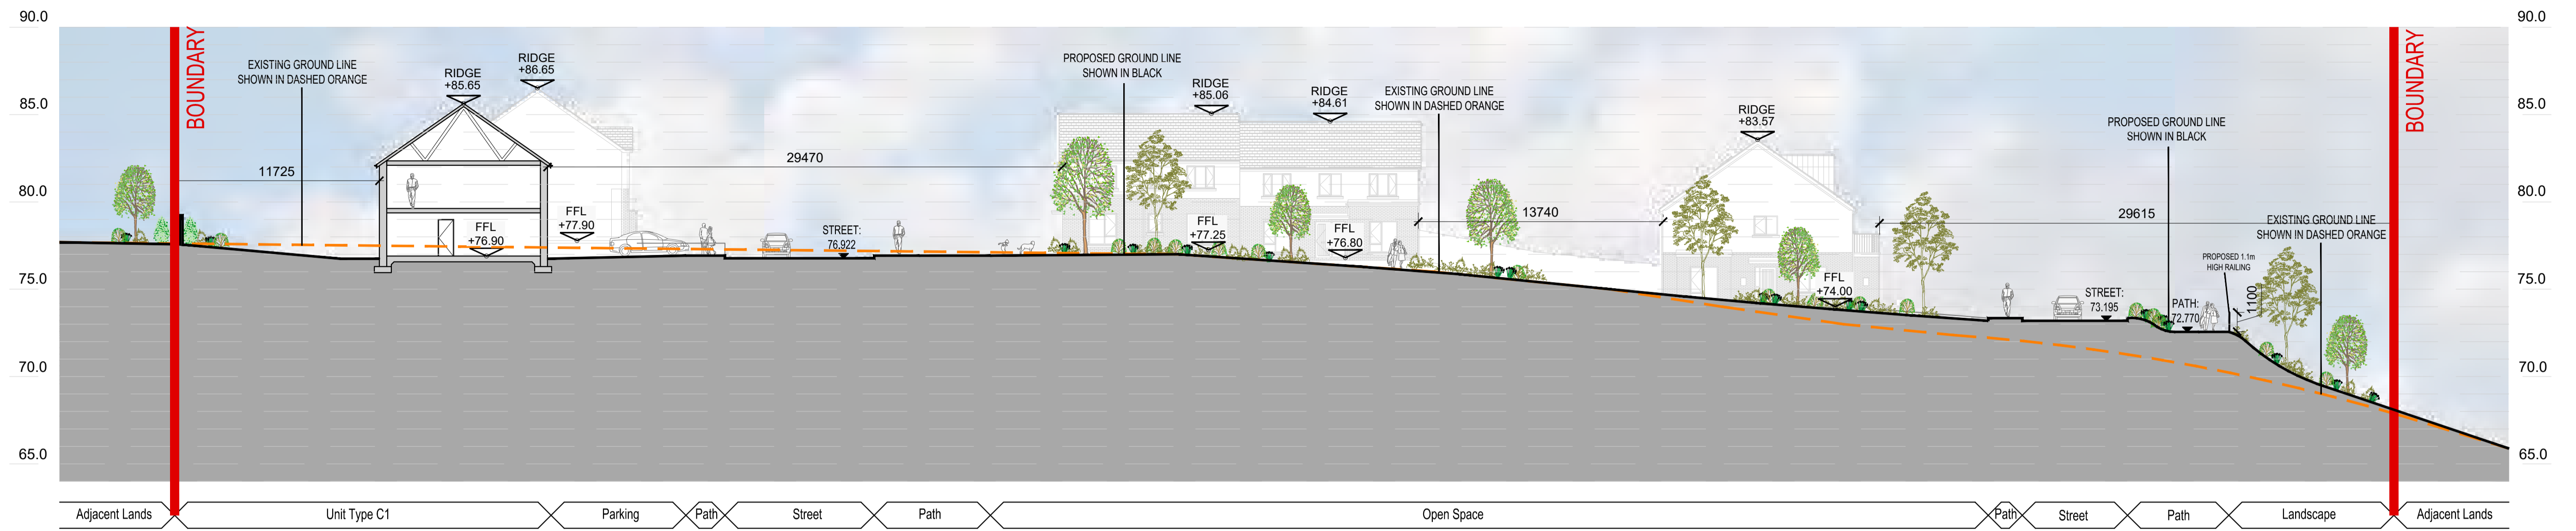 90.0
90.0
BOUNDARY
BOUNDARY
EXISTING GROUND LINE
SHOWN IN DASHED ORANGE
RIDGE
+85.65
RIDGE
+86.65
PROPOSED GROUND LINE
SHOWN IN BLACK
RIDGE
+85.06
RIDGE
+84.61
EXISTING GROUND LINE
SHOWN IN DASHED ORANGE
RIDGE
+83.57
PROPOSED GROUND LINE
SHOWN IN BLACK
85.0
85.0
11725
29470
80.0
80.0
FFL
+76.90
FFL
+77.90
STREET:
76.922
FFL
+77.25
FFL
+76.80
13740
29615
EXISTING GROUND LINE
SHOWN IN DASHED ORANGE
PROPOSED 1.1m
HIGH RAILING
1100
75.0
75.0
FFL
+74.00
STREET:
73.195
PATH:
72.770
70.0
70.0
65.0
65.0
Adjacent Lands
Unit Type C1
Parking
Path
Street
Path
Open Space
Path
Street
Path
Landscape
Adjacent Lands